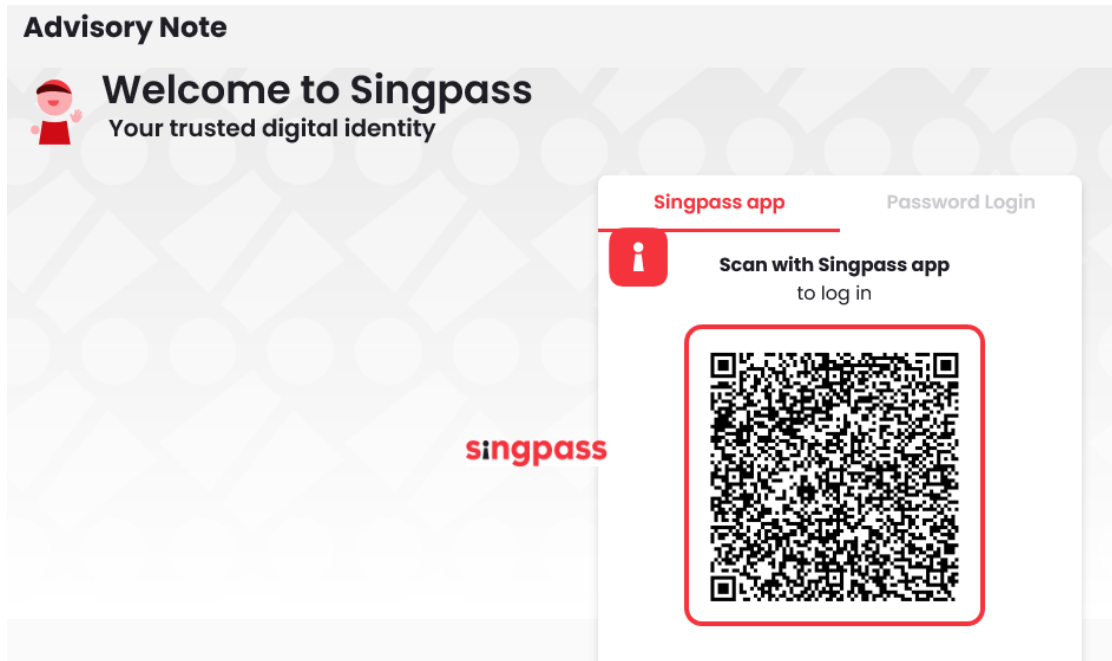 Advisory Note
Welcome to Singpass
Your trusted digital identity
Singpass app
Password Login
Scan with Singpass app
to log in
singpass